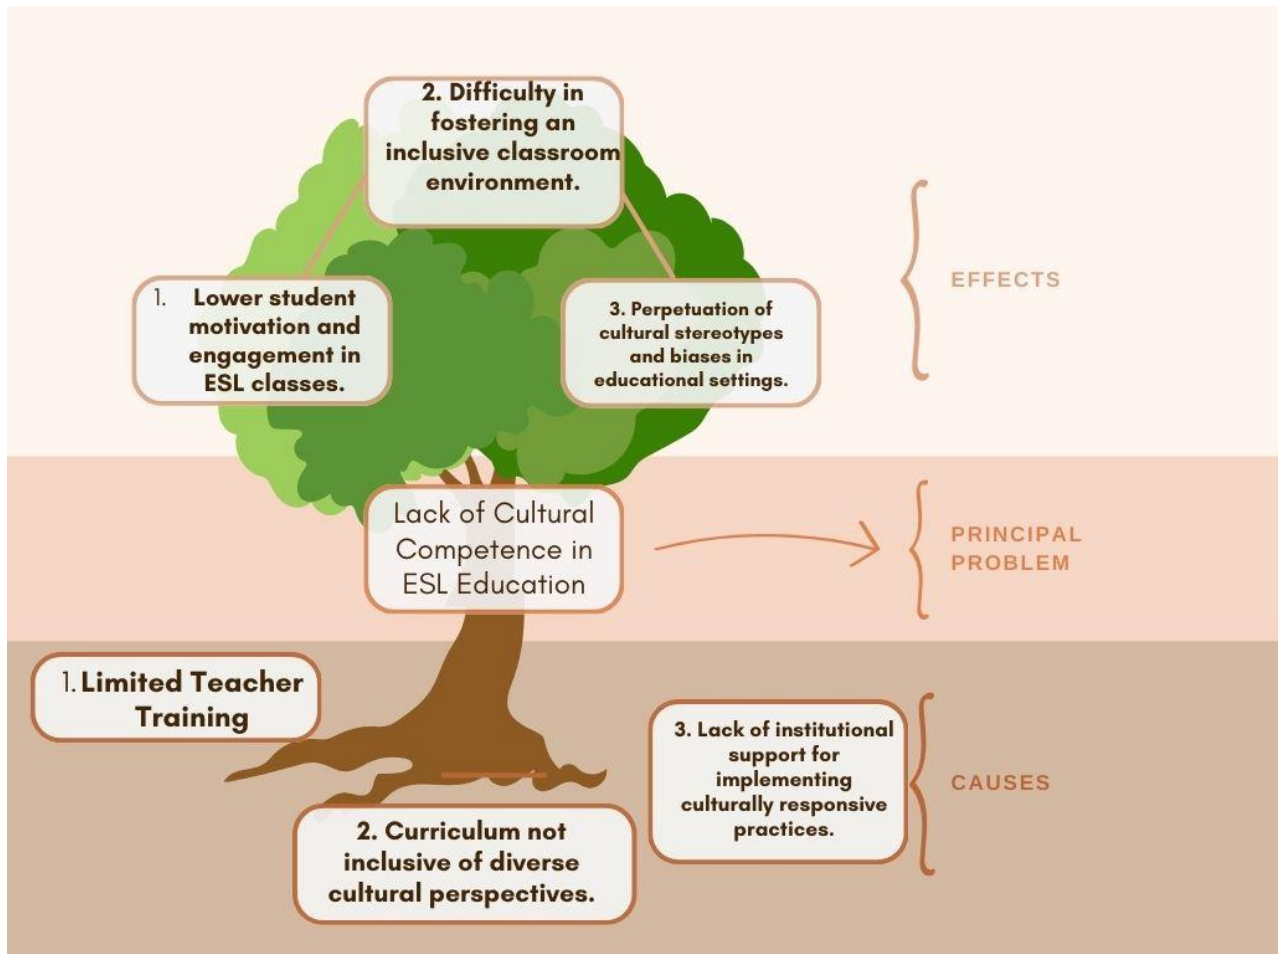 2. Difficulty in
fostering an
inclusive classroom
environment.
1. Lower student
motivation and
engagement in
ESL classes.
3. Perpetuation of
cultural stereotypes
and biases in
educational settings.
EFFECTS
Lack of Cultural
Competence in
ESL Education
PRINCIPAL
PROBLEM
1. Limited Teacher
Training
2. Curriculum not
inclusive of diverse
cultural perspectives.
3. Lack of institutional
support for
implementing
culturally responsive
practices.
CAUSES